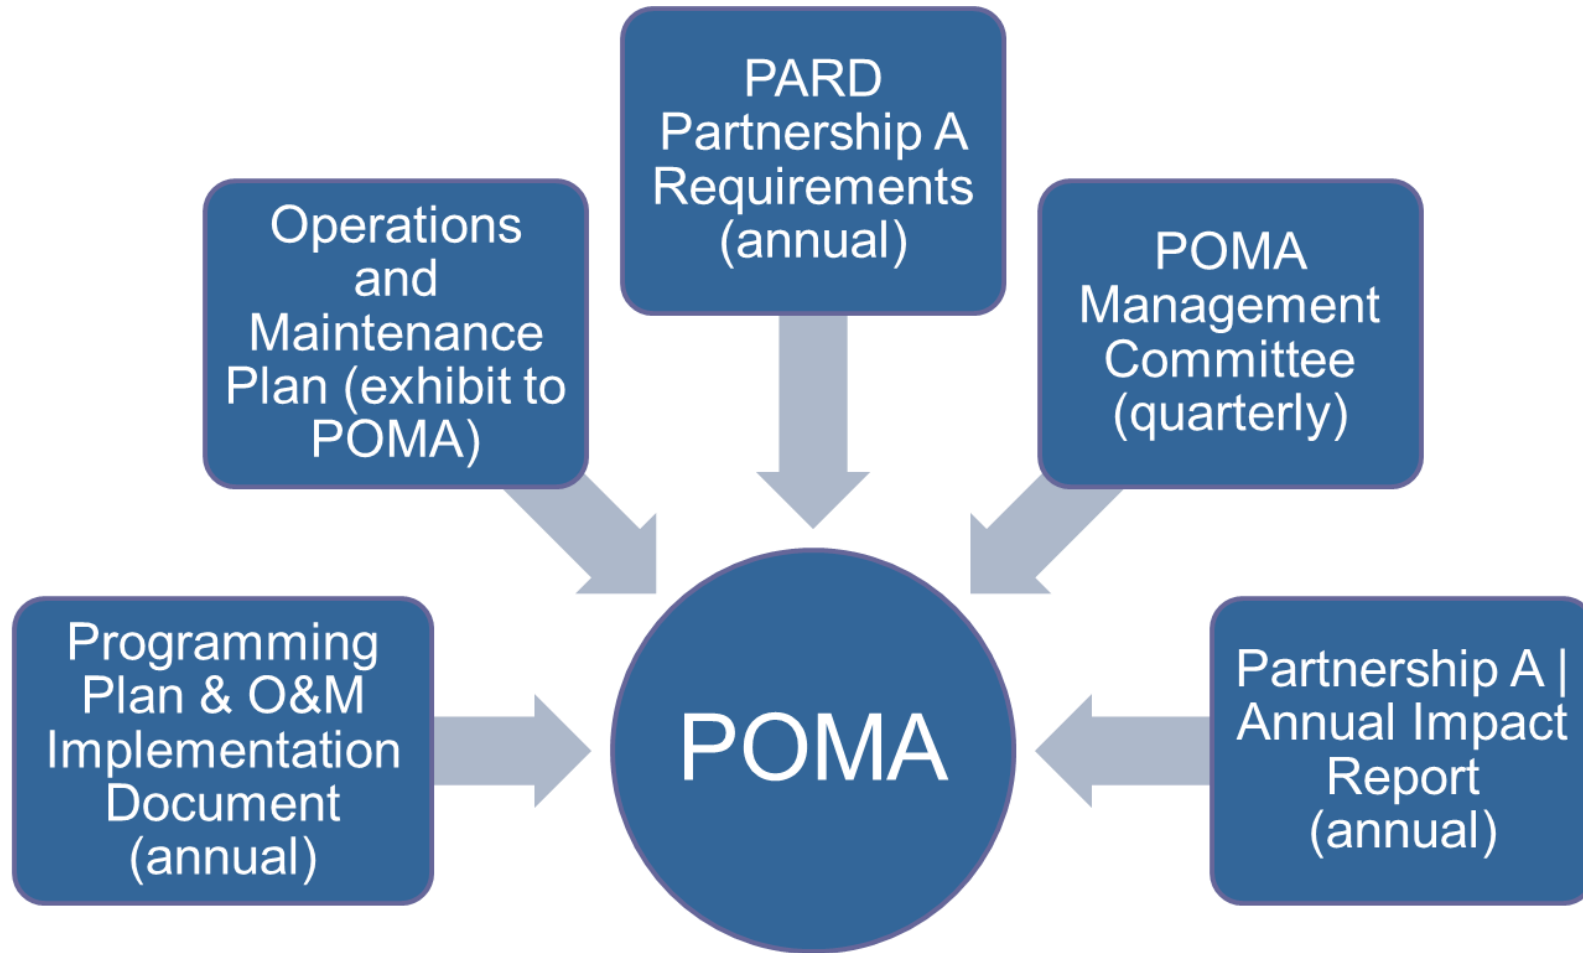 PARD
Partnership A
Requirements
(annual)
Operations
and
Maintenance
Plan (exhibit to
POMA)
POMA
Management
Committee
(quarterly)
Programming
Plan & O&M
Implementation
Document
(annual)
POMA
Partnership A |
Annual Impact
Report
(annual)